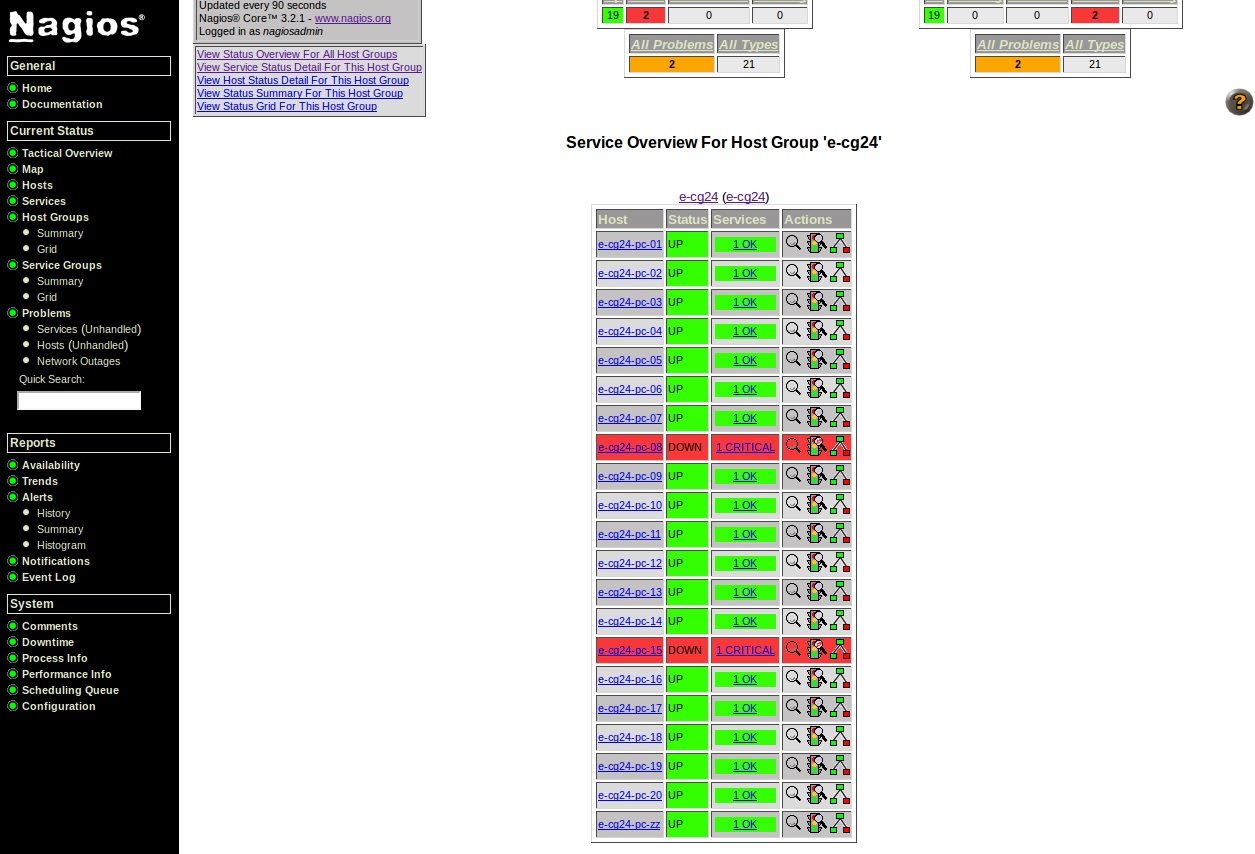 Nagios®
General
Home
Documentation
Current Status
Tactical Overview
Map
Hosts
Services
Host Groups
Summary
Grid
Service Groups
Summary
Grid
Problems
Services (Unhandled)
Hosts (Unhandled)
Network Outages
Quick Search:
Reports
Availability
Trends
Alerts
History
Summary
Histogram
Notifications
Event Log
System
Comments
Downtime
Process Info
Performance Info
Scheduling Queue
Configuration
Updated every 90 seconds
Nagios® Core™ 3.2.1 - www.nagios.org
Logged in as nagiosadmin
View Status Overview For All Host Groups
View Service Status Detail For This Host Group
View Host Status Detail For This Host Group
View Status Summary For This Host Group
View Status Grid For This Host Group
19 2 0 0
All Problems All Types
2 21
19 0 0 2 0
All Problems All Types
2 21
?
Service Overview For Host Group 'e-cg24'
e-cg24 (e-cg24)
Host Status Services Actions
e-cg24-pc-01 UP 1 OK
e-cg24-pc-02 UP 1 OK
e-cg24-pc-03 UP 1 OK
e-cg24-pc-04 UP 1 OK
e-cg24-pc-05 UP 1 OK
e-cg24-pc-06 UP 1 OK
e-cg24-pc-07 UP 1 OK
e-cg24-pc-08 DOWN 1 CRITICAL
e-cg24-pc-09 UP 1 OK
e-cg24-pc-10 UP 1 OK
e-cg24-pc-11 UP 1 OK
e-cg24-pc-12 UP 1 OK
e-cg24-pc-13 UP 1 OK
e-cg24-pc-14 UP 1 OK
e-cg24-pc-15 DOWN 1 CRITICAL
e-cg24-pc-16 UP 1 OK
e-cg24-pc-17 UP 1 OK
e-cg24-pc-18 UP 1 OK
e-cg24-pc-19 UP 1 OK
e-cg24-pc-20 UP 1 OK
e-cg24-pc-zz UP 1 OK